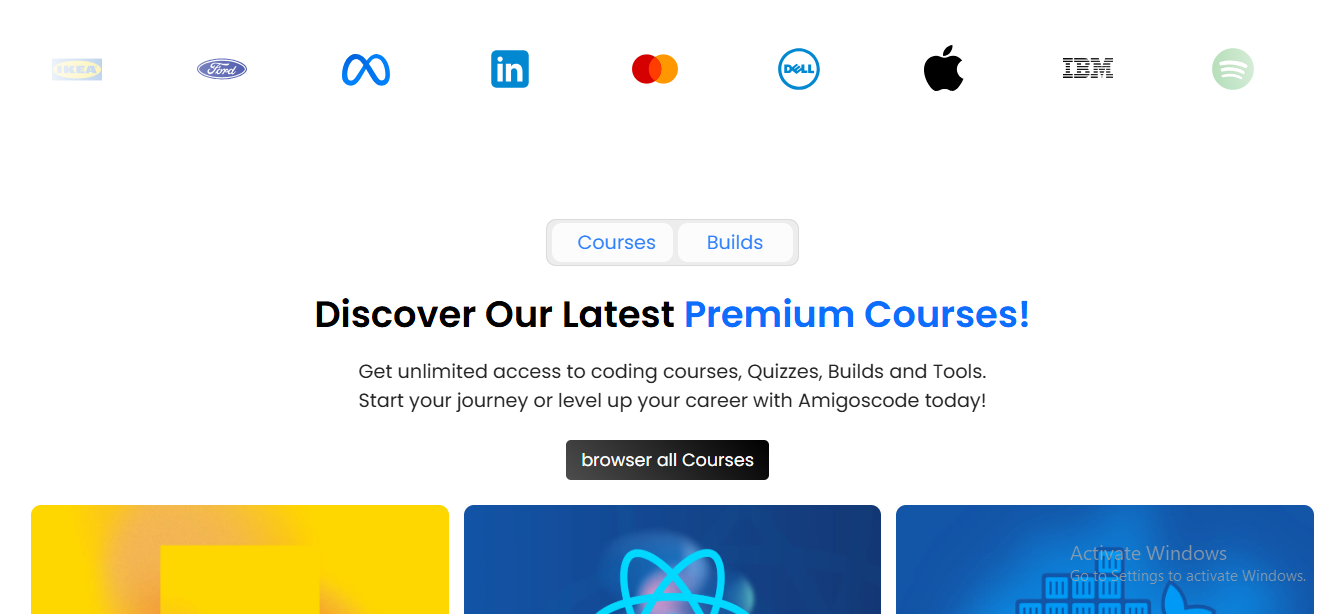 IKEA
Ford
in
DELL
IBM
Courses
Builds
Discover Our Latest Premium Courses!
Get unlimited access to coding courses, Quizzes, Builds and Tools.
Start your journey or level up your career with Amigoscode today!
browser all Courses
Activate Windows
Go to Settings to activate Windows.